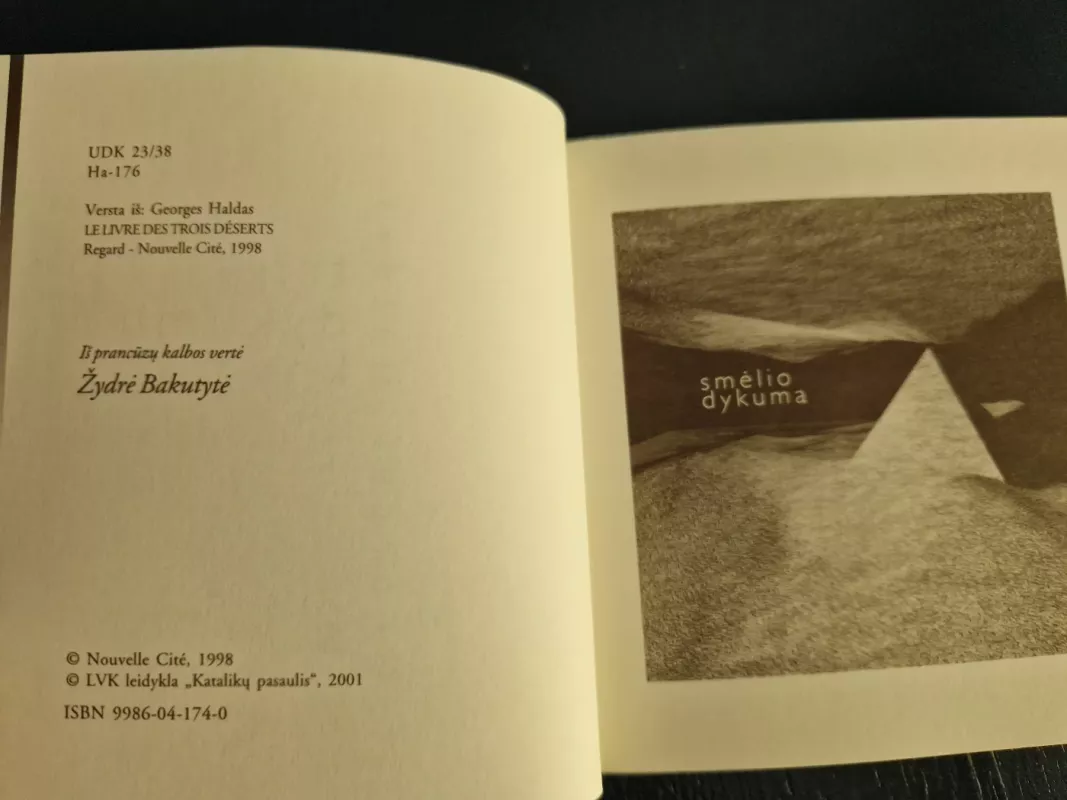 UDK 23/38
Ha-176
Versta iš: Georges Haldas
LE LIVRE DES TROIS DÉSERTS
Regard - Nouvelle Cité, 1998
Iš prancūzų kalbos vertė
Žydrė Bakutytė
© Nouvelle Cité, 1998
© LVK leidykla „Katalikų pasaulis“, 2001
ISBN 9986-04-174-0
smėlio
dykuma